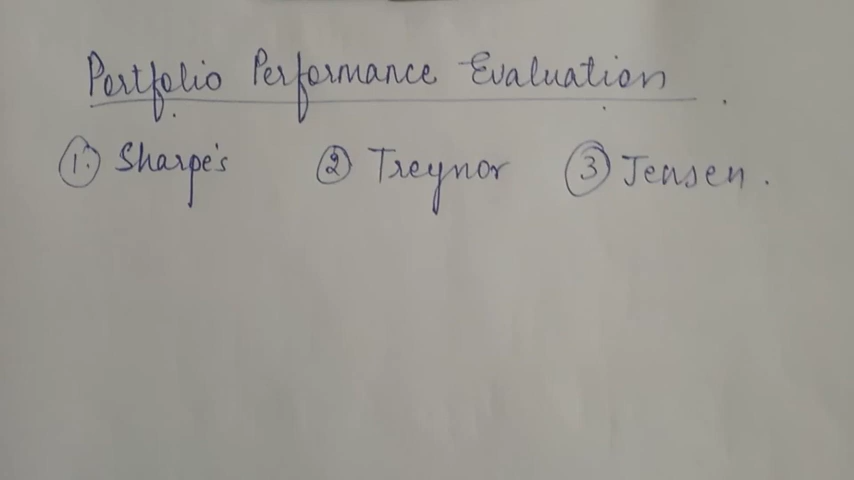 Portfolio Performance Evaluation .
① Sharpe's ② Treynor ③ Jensen .